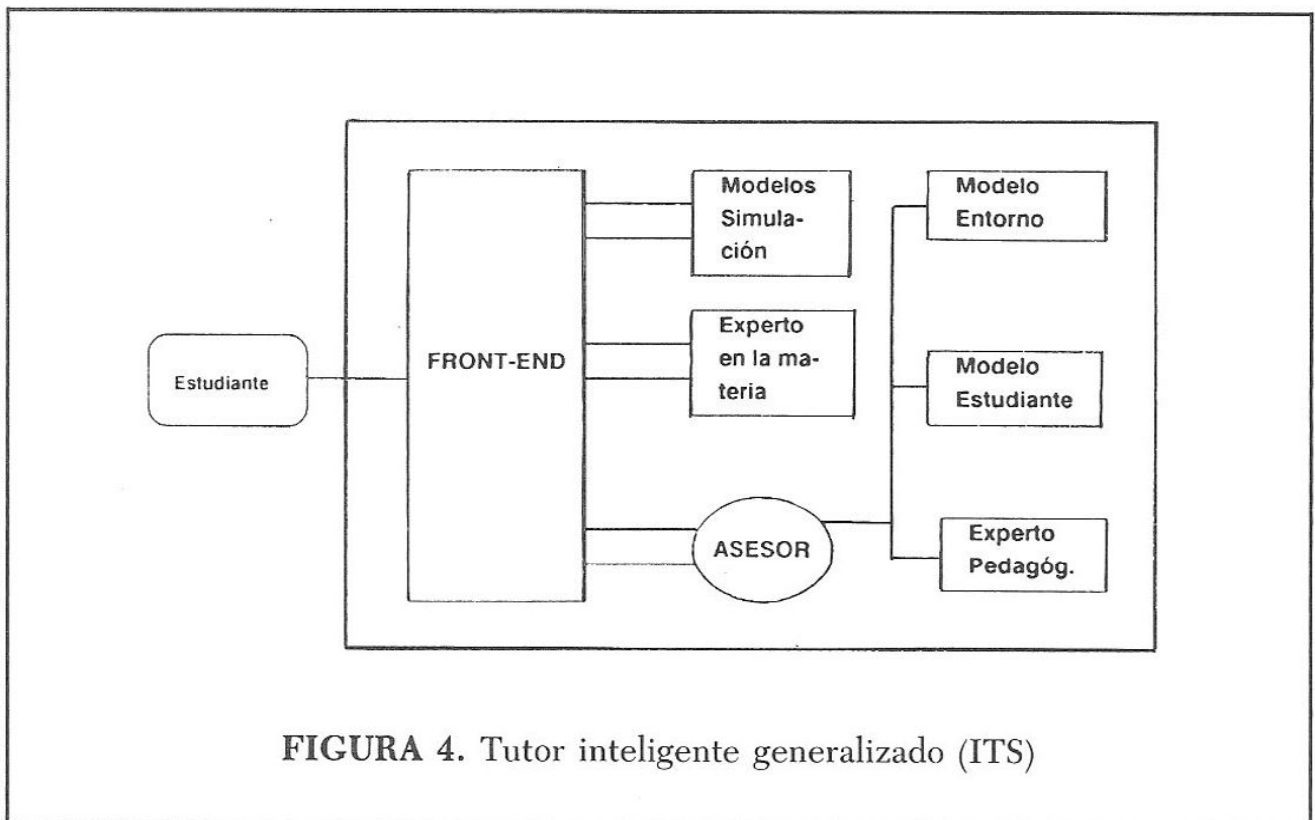 Estudiante
FRONT-END
Modelos
Simula-
ción
Experto
en la ma-
teria
ASESOR
Modelo
Entorno
Modelo
Estudiante
Experto
Pedagóg.
FIGURA 4. Tutor inteligente generalizado (ITS)